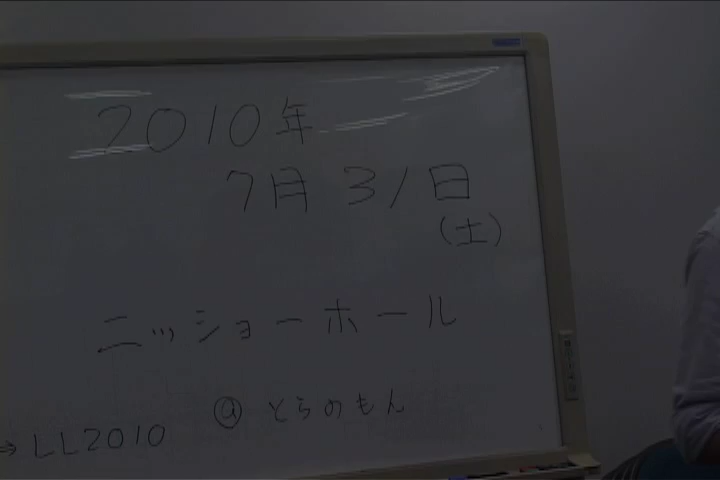 2010年
7月31日
(土)
ニッショーホール
@とらのもん
⇒LL2010